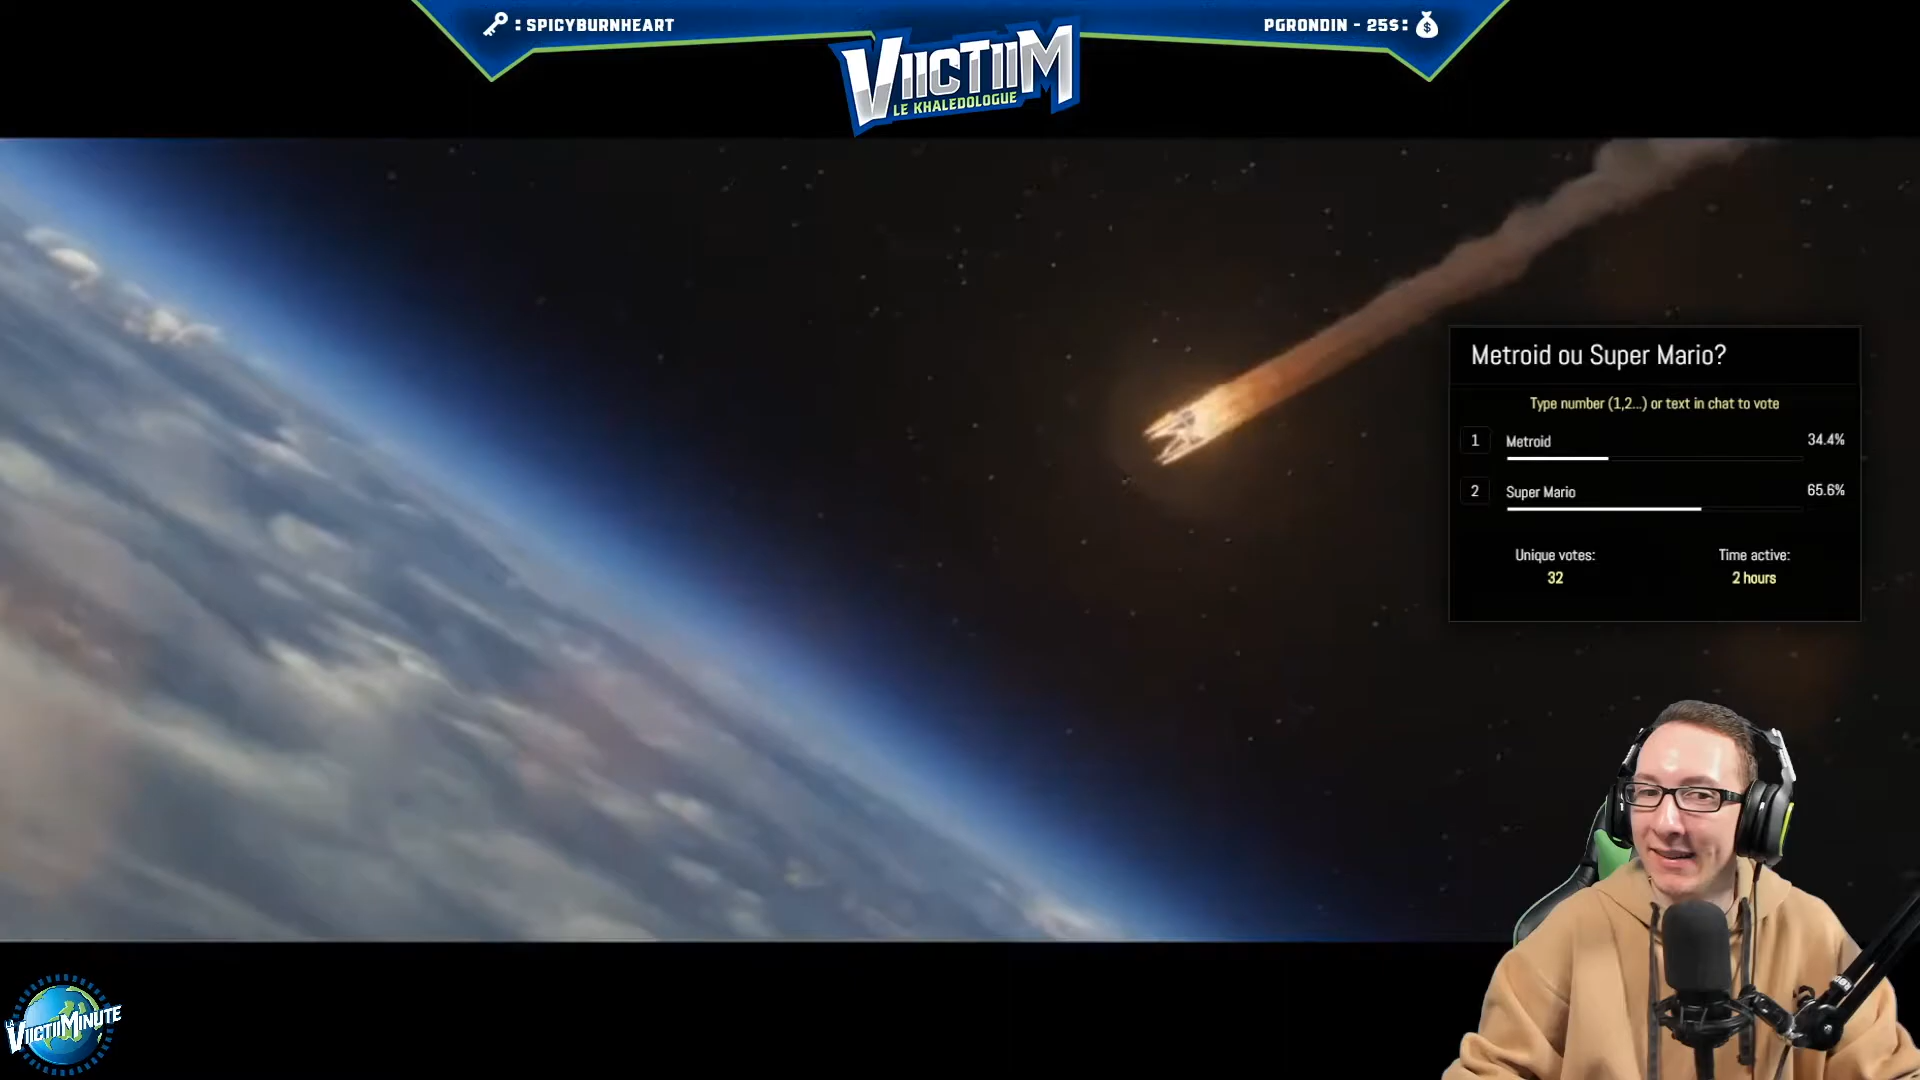 : SPICYBURNHEART
PGRONDIN - 25$:
VIICTIIM
LE KHALEDOLOGUE
Metroid ou Super Mario?
Type number (1,2...) or text in chat to vote
1 Metroid 34.4%
2 Super Mario 65.6%
Unique votes: Time active:
32 2 hours
LA
VIICTIIMINUTE